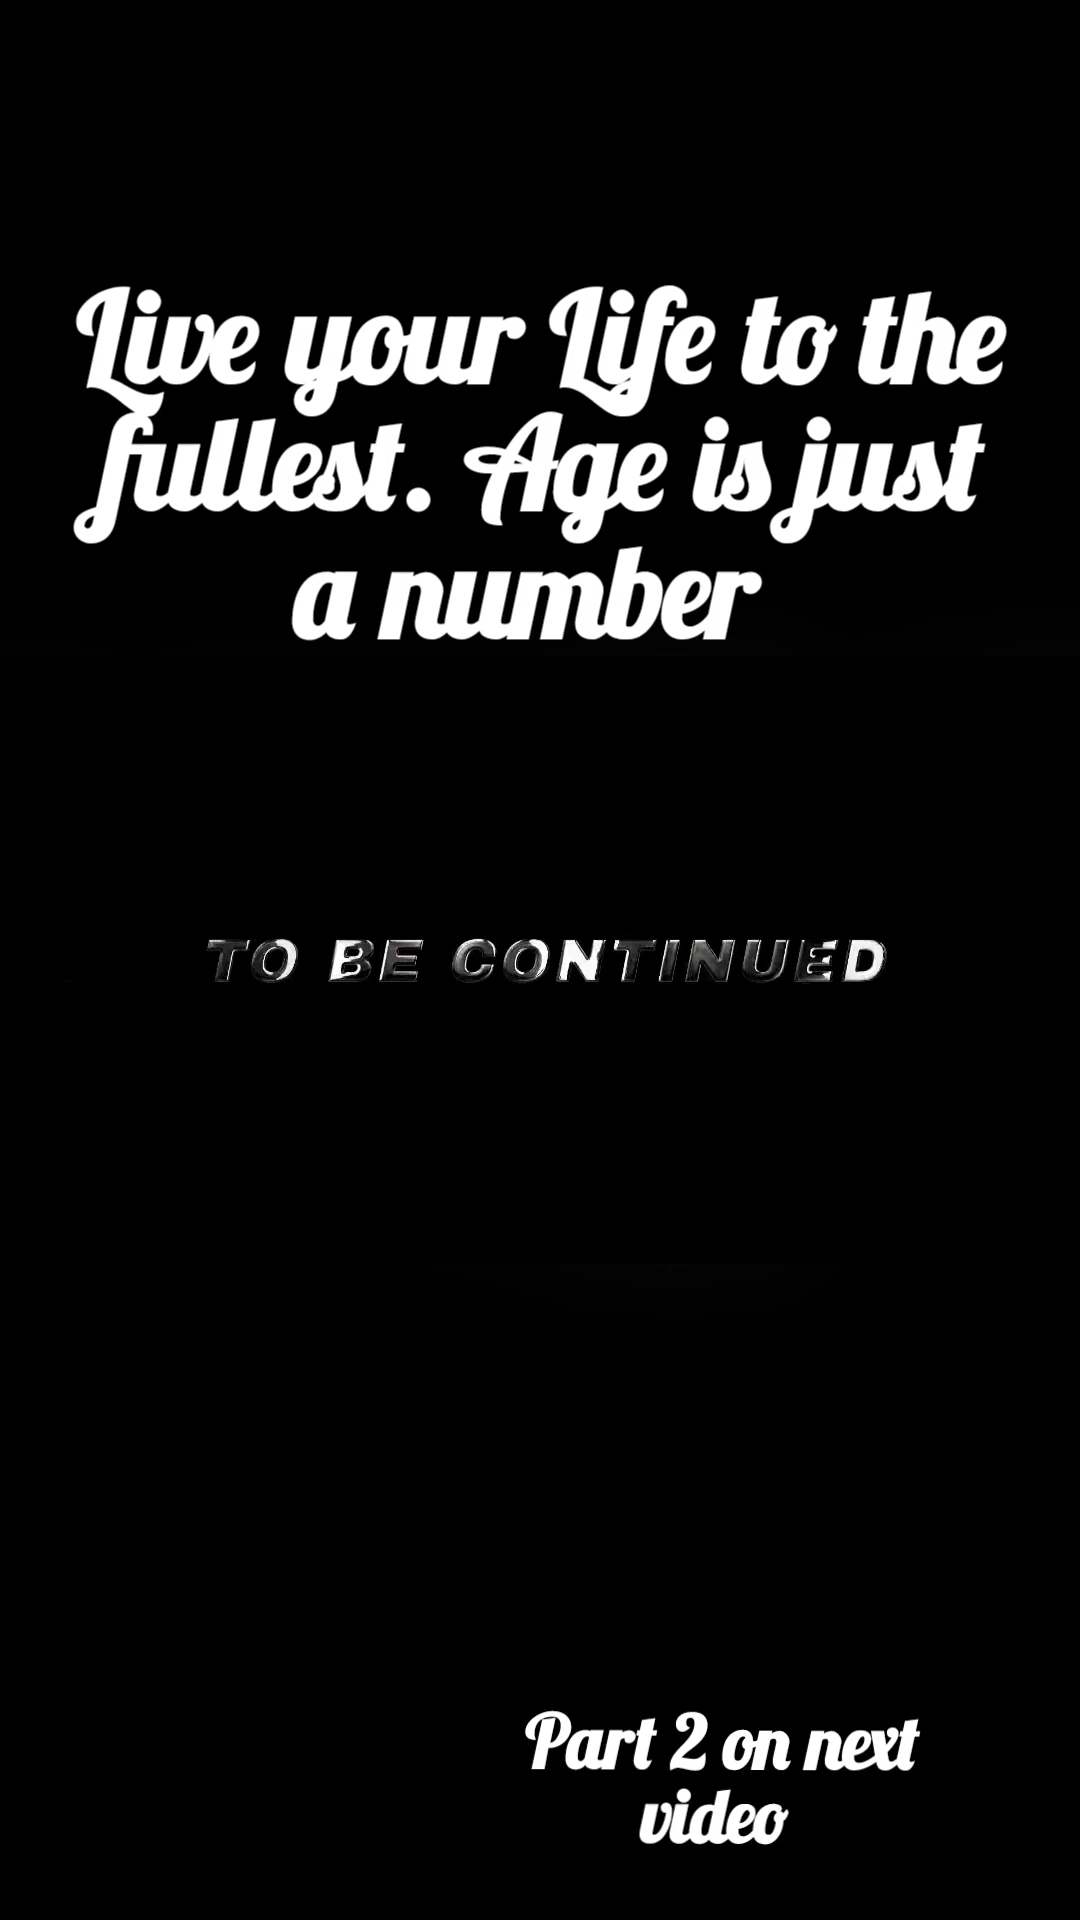 Live your Life to the
fullest. Age is just
a number
TO BE CONTINUED
Part 2 on next
video